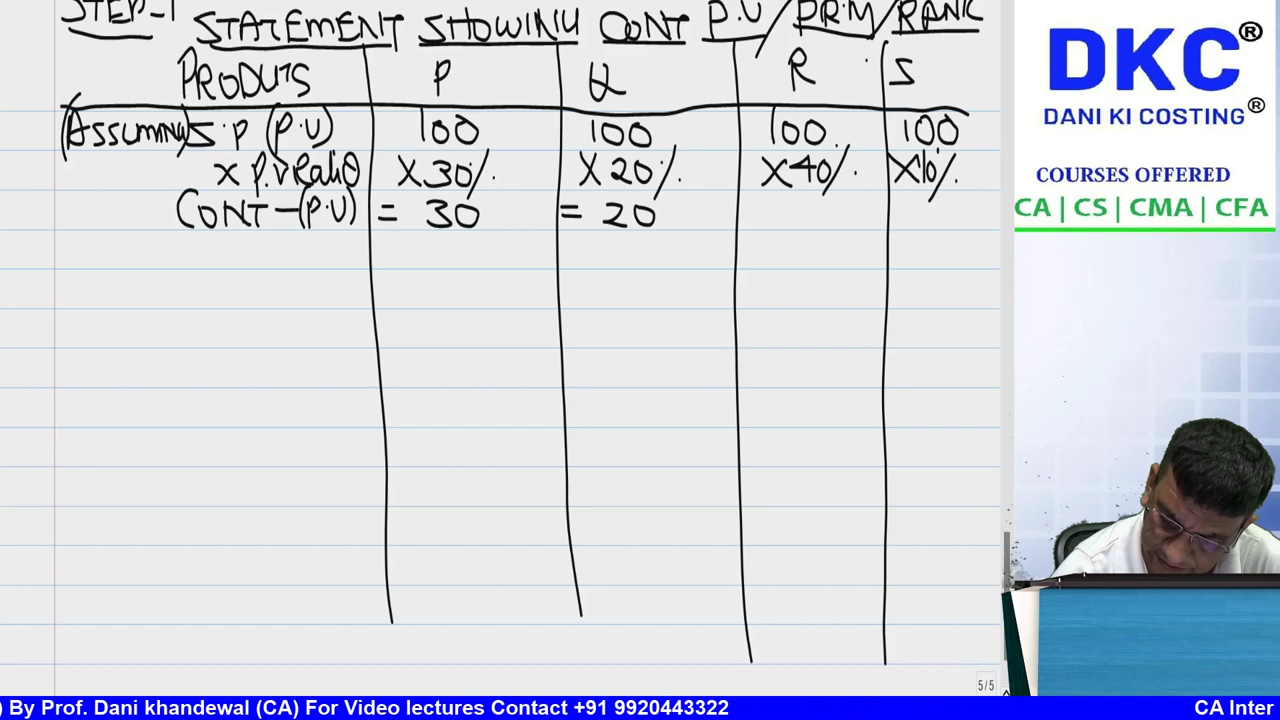 STEP-1
STATEMENT SHOWING CONT P.U / P.R.M / RANK
PRODUTS P Q R S
(Assuming) S.P (P.U) 100 100 100 100
X P.V Ratio X 30% X 20% X 40% X 10%
CONT - (P.U) = 30 = 20
DKC®
DANI KI COSTING®
COURSES OFFERED
CA | CS | CMA | CFA
5/5
) By Prof. Dani khandewal (CA) For Video lectures Contact +91 9920443322
CA Inter